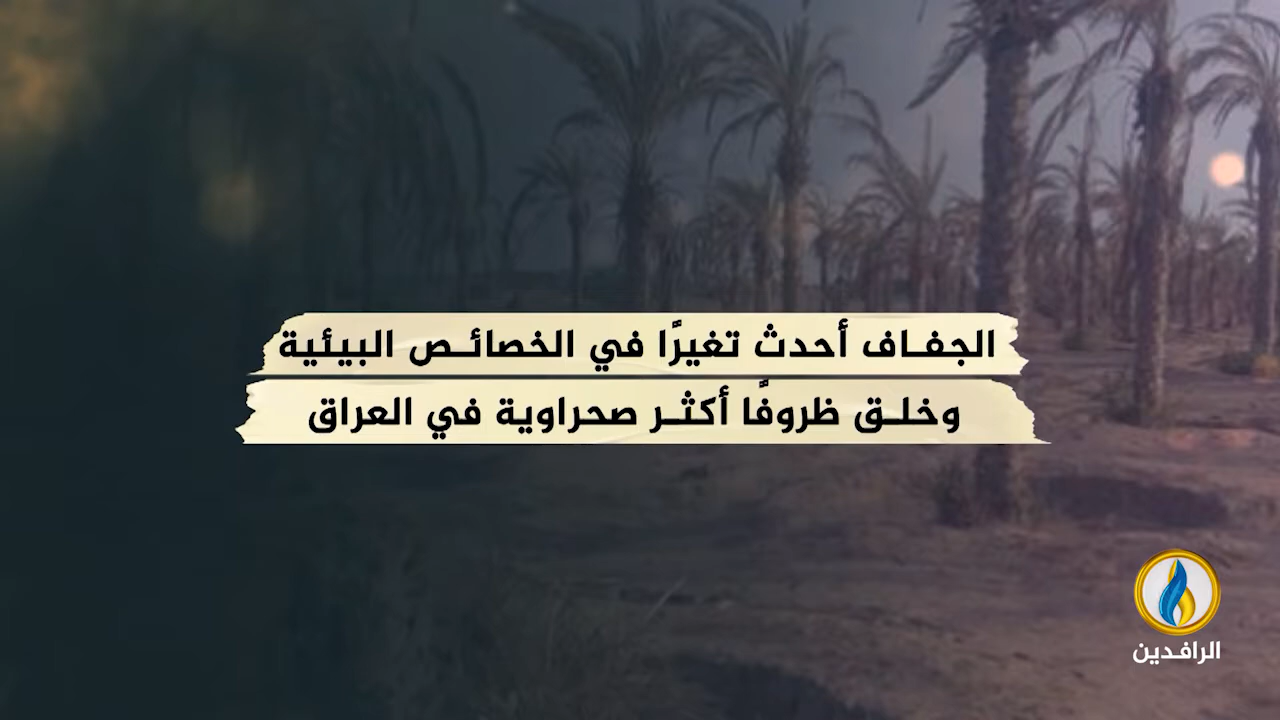 الجفاف أحدث تغيرًا في الخصائص البيئية
وخلق ظروفًا أكثر صحراوية في العراق
الرافدين